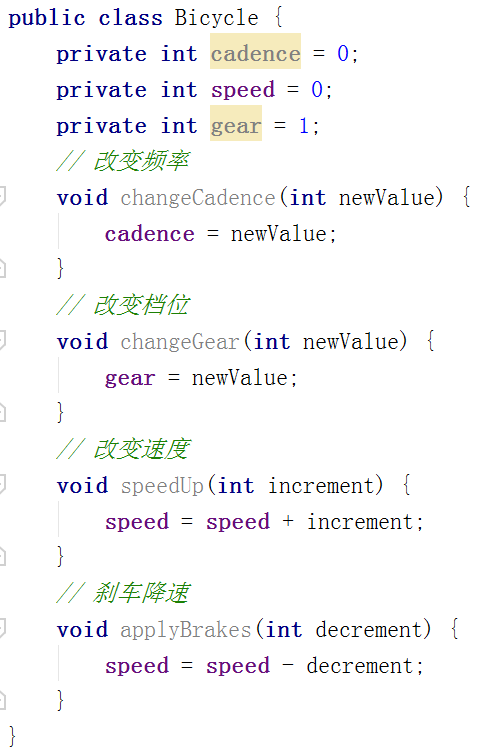 public class Bicycle {
    private int cadence = 0;
    private int speed = 0;
    private int gear = 1;
    // 改变频率
    void changeCadence(int newValue) {
        cadence = newValue;
    }
    // 改变档位
    void changeGear(int newValue) {
        gear = newValue;
    }
    // 改变速度
    void speedUp(int increment) {
        speed = speed + increment;
    }
    // 刹车降速
    void applyBrakes(int decrement) {
        speed = speed - decrement;
    }
}